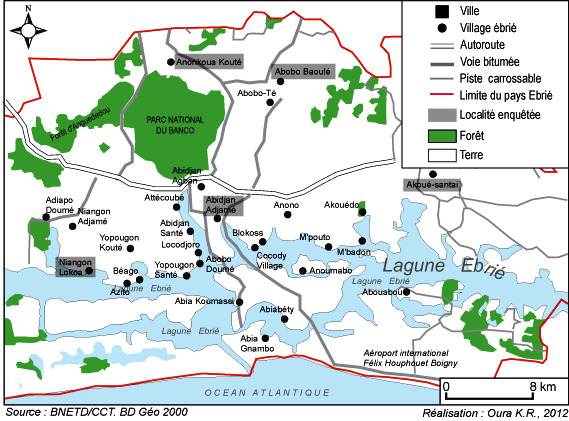 N
Ville
Village ébrié
Autoroute
Voie bitumée
Piste carrossable
Limite du pays Ebrié
Localité enquêtée
Forêt
Terre
Anonkoua Kouté
Abobo Baoulé
Abobo-Té
Forêt d'Anguédédou
PARC NATIONAL
DU BANCO
Abidjan
Agban
Akoué-santai
Adiapo
Doumé
Niangon
Adjamé
Attécoubé
Abidjan
Adjamé
Anono
Akouédo
Abidjan
Santé
Yopougon
Kouté
Locodjoro
Blokoss
M'pouto
M'badon
Cocody
Village
Abobo
Doumé
Niangon
Lokoa
Béago
Yopougon
Santé
Anoumabo
Lagune Ebrié
Azito
Lagune Ebrié
Lagune Ebrié
Abouabou
Abia Koumassi
Abiabéty
Lagune Ebrié
Abia
Gnambo
Aéroport international
Félix Houphouet Boigny
OCEAN ATLANTIQUE
0 8 km
Source : BNETD/CCT. BD Géo 2000
Réalisation : Oura K.R., 2012